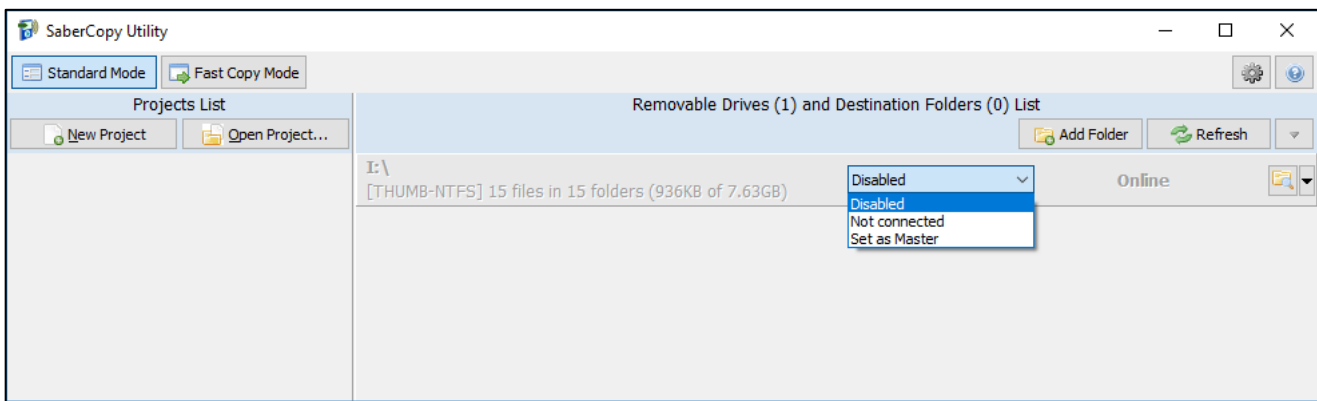 SaberCopy Utility
Standard Mode
Fast Copy Mode
Projects List
Removable Drives (1) and Destination Folders (0) List
New Project
Open Project...
Add Folder
Refresh
I:\
[THUMB-NTFS] 15 files in 15 folders (936KB of 7.63GB)
Disabled
Online
Disabled
Not connected
Set as Master